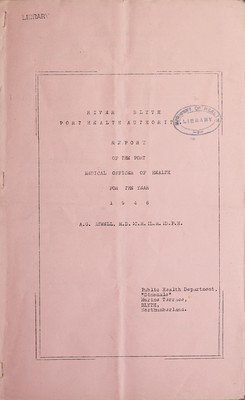 LIBRARY
RIVER BLYTH
PORT HEALTH AUTHORITY
LIBRARY
REPORT
OF THE PORT
MEDICAL OFFICER OF HEALTH
FOR THE YEAR
1949
Public Health Department,
Marine Terrace,
BLYTH,
Northumberland.